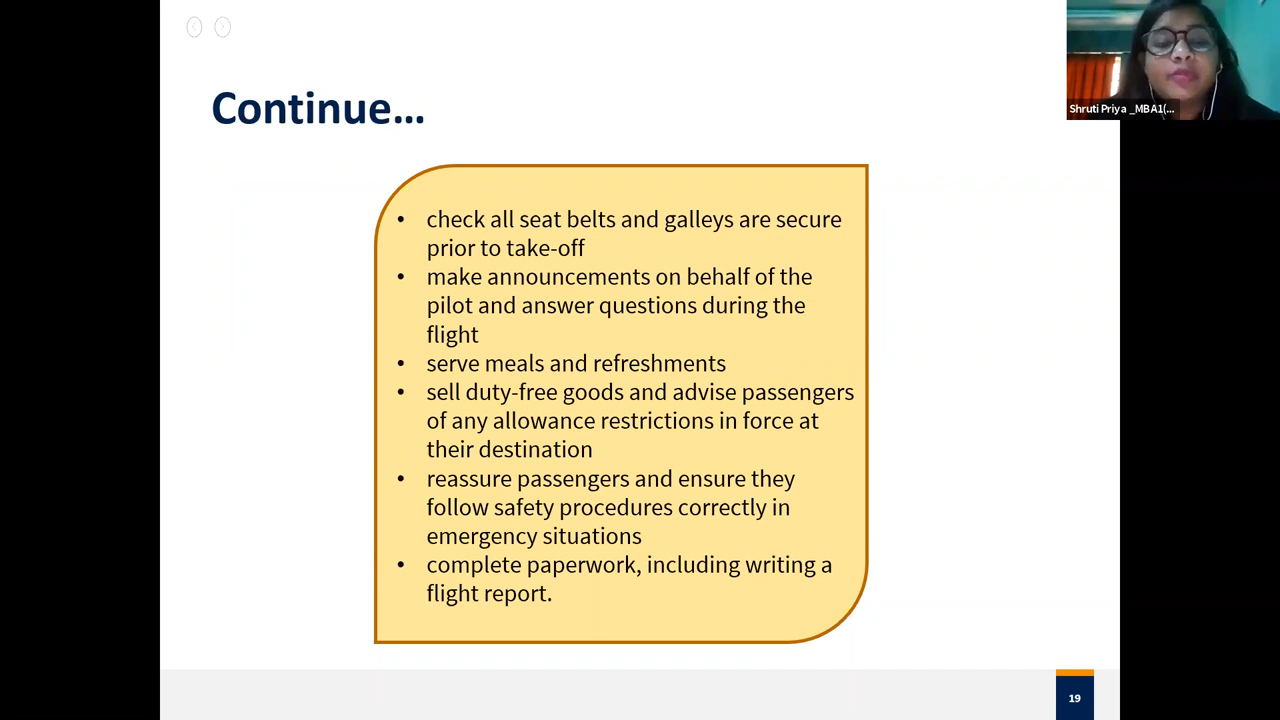 Continue...
• check all seat belts and galleys are secure
prior to take-off
• make announcements on behalf of the
pilot and answer questions during the
flight
• serve meals and refreshments
• sell duty-free goods and advise passengers
of any allowance restrictions in force at
their destination
• reassure passengers and ensure they
follow safety procedures correctly in
emergency situations
• complete paperwork, including writing a
flight report.
19
Shruti Priya _MBA1(...